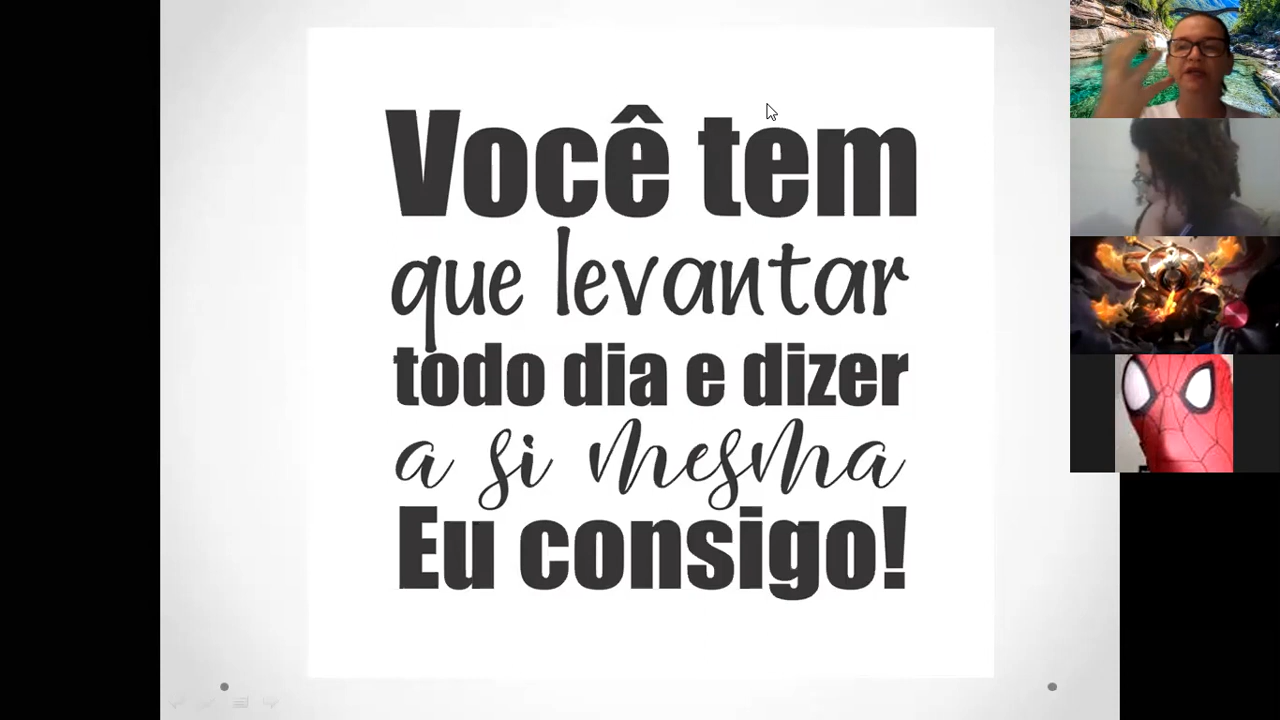 Você tem
que levantar
todo dia e dizer
a si mesma
Eu consigo!